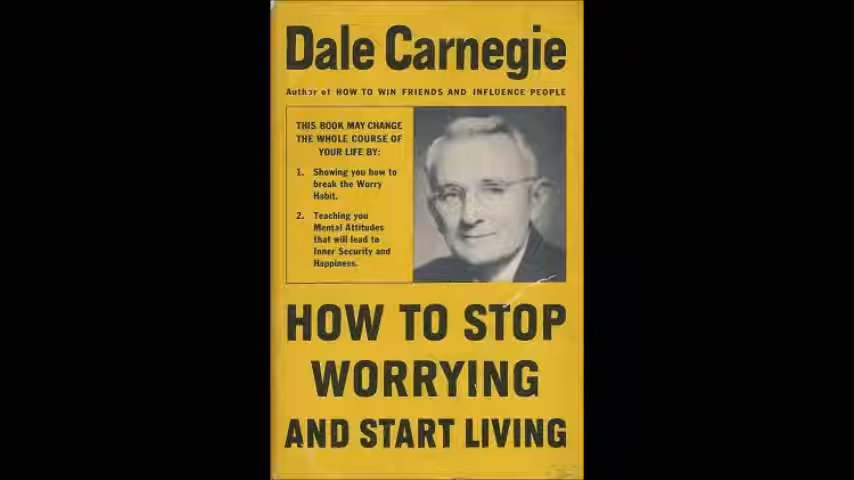 Dale Carnegie
Author of HOW TO WIN FRIENDS AND INFLUENCE PEOPLE
THIS BOOK MAY CHANGE
THE WHOLE COURSE OF
YOUR LIFE BY:
1. Showing you how to
break the Worry
Habit.
2. Teaching you
Mental Attitudes
that will lead to
Inner Security and
Happiness.
HOW TO STOP
WORRYING
AND START LIVING